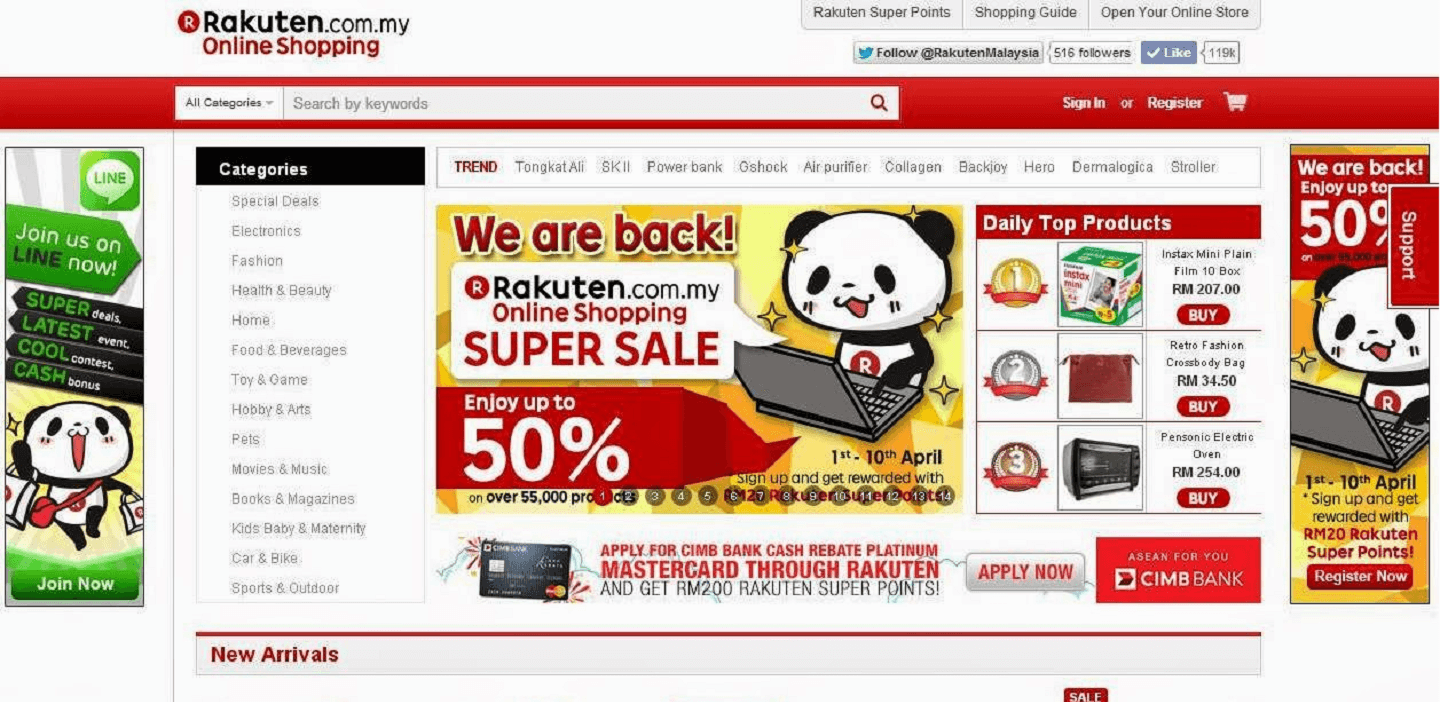 Rakuten.com.my
Online Shopping
Rakuten Super Points
Shopping Guide
Open Your Online Store
Follow @RakutenMalaysia
516 followers
Like
119k
All Categories
Search by keywords
Sign In or Register
LINE
Join us on
LINE now!
SUPER deals,
LATEST event,
COOL contest,
CASH bonus
Join Now
Categories
Special Deals
Electronics
Fashion
Health & Beauty
Home
Food & Beverages
Toy & Game
Hobby & Arts
Pets
Movies & Music
Books & Magazines
Kids Baby & Maternity
Car & Bike
Sports & Outdoor
TREND Tongkat Ali SK II Power bank Gshock Air purifier Collagen Backjoy Hero Dermalogica Stroller
We are back!
Rakuten.com.my
Online Shopping
SUPER SALE
Enjoy up to
50%
on over 55,000
1st - 10th April
Sign up and get rewarded with
1 2 3 4 5 6 7 8 9 10 11 12 13 14
Daily Top Products
1
instax
mini
Instax Mini Plain
Film 10 Box
RM 207.00
BUY
2
Retro Fashion
Crossbody Bag
RM 34.50
BUY
3
Pensonic Electric
Oven
RM 254.00
BUY
CIMB BANK
APPLY FOR CIMB BANK CASH REBATE PLATINUM
MASTERCARD THROUGH RAKUTEN
AND GET RM200 RAKUTEN SUPER POINTS!
APPLY NOW
ASEAN FOR YOU
CIMB BANK
We are back!
Enjoy up to
50%
Support
1st - 10th April
* Sign up and get
rewarded with
RM20 Rakuten
Super Points!
Register Now
New Arrivals
SALE